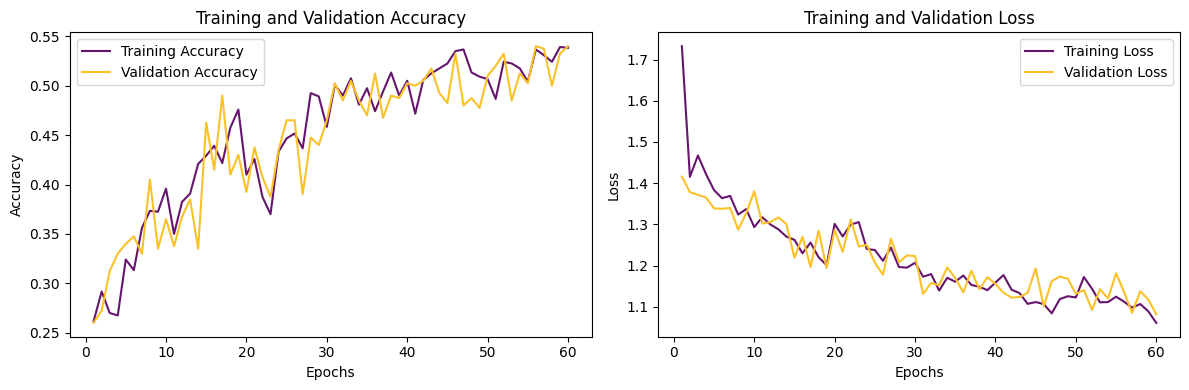 Training and Validation Accuracy
Training Accuracy
Validation Accuracy
Accuracy
0.55
0.50
0.45
0.40
0.35
0.30
0.25
0
10
20
30
40
50
60
Epochs
Training and Validation Loss
Training Loss
Validation Loss
Loss
1.7
1.6
1.5
1.4
1.3
1.2
1.1
0
10
20
30
40
50
60
Epochs